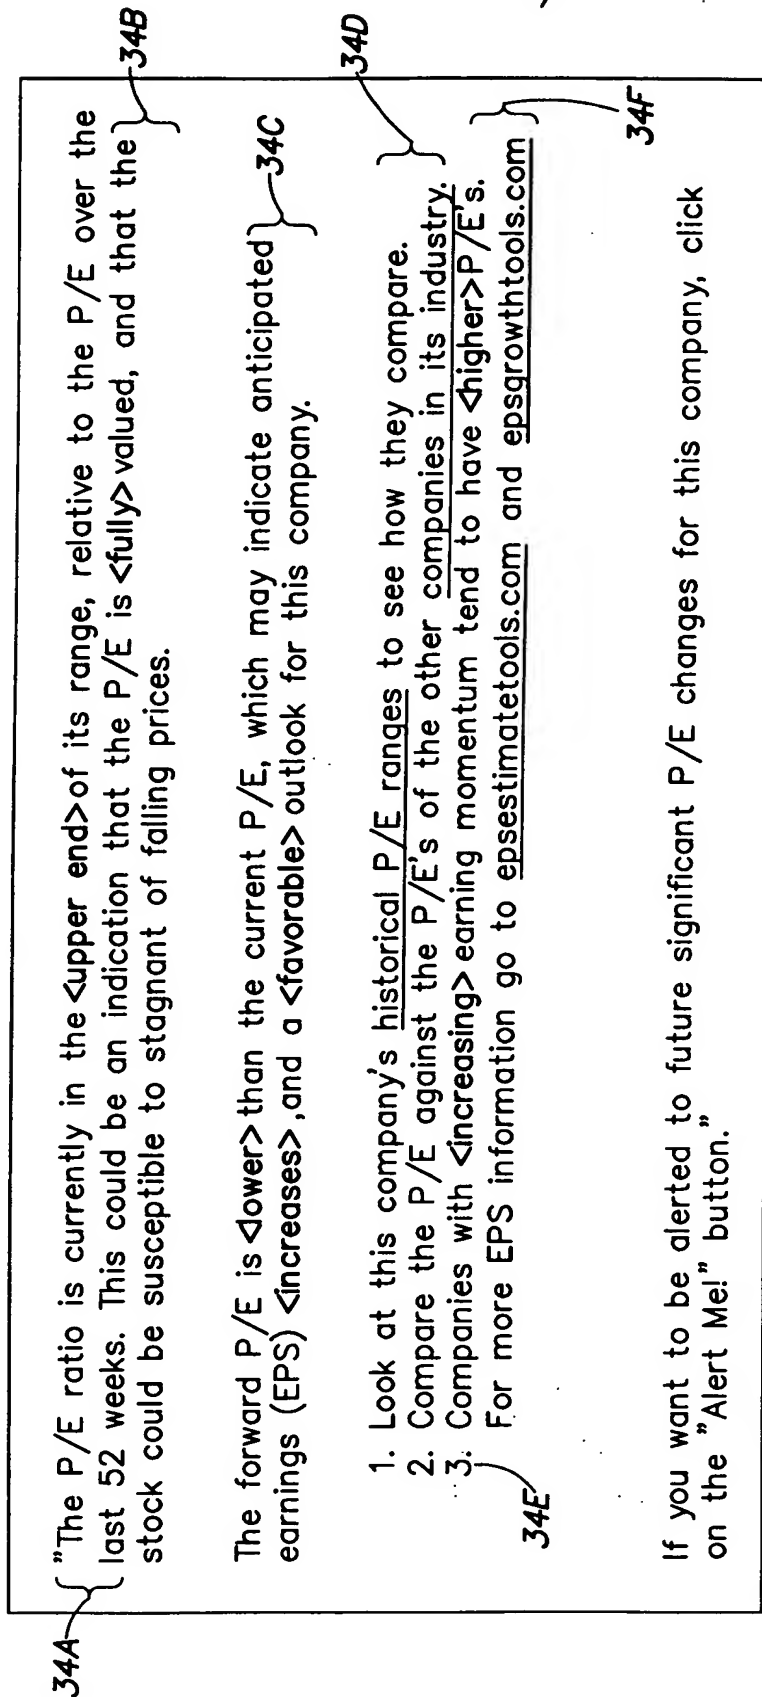 34A
"The P/E ratio is currently in the <upper end> of its range, relative to the P/E over the
last 52 weeks. This could be an indication that the P/E is <fully> valued, and that the
stock could be susceptible to stagnant of falling prices.
34B
The forward P/E is <lower> than the current P/E, which may indicate anticipated
earnings (EPS) <increases>, and a <favorable> outlook for this company.
34C
1. Look at this company's historical P/E ranges to see how they compare.
2. Compare the P/E against the P/E's of the other companies in its industry.
34D
3. Companies with <increasing> earning momentum tend to have <higher> P/E's.
For more EPS information go to epsestimatetools.com and epsgrowthtools.com
34E
34F
If you want to be alerted to future significant P/E changes for this company, click
on the "Alert Me!" button."